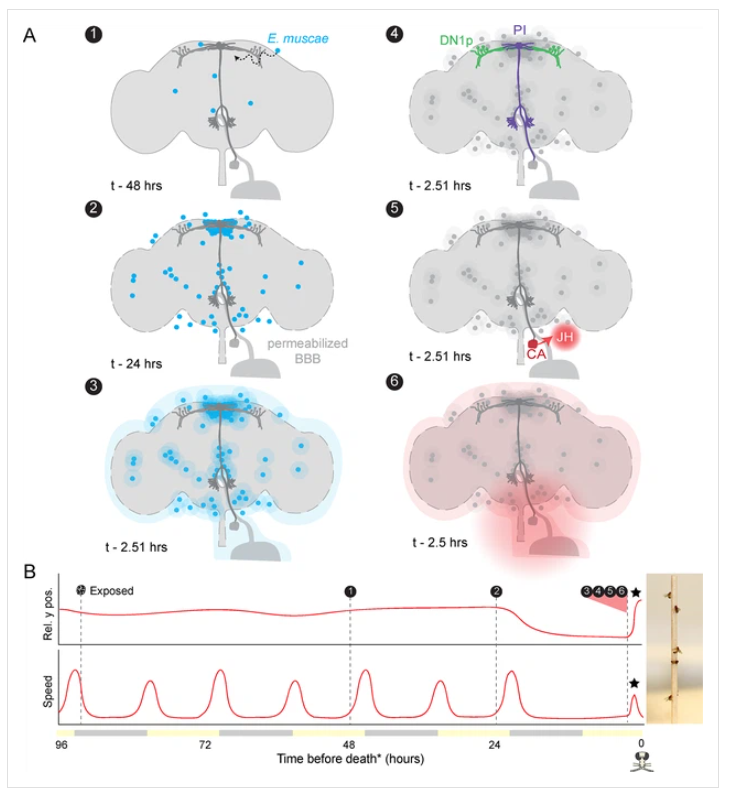 A
1
E. muscae
t - 48 hrs
4
DN1p
PI
t - 2.51 hrs
2
permeabilized
BBB
t - 24 hrs
5
CA
JH
t - 2.51 hrs
3
t - 2.51 hrs
6
t - 2.5 hrs
B
Rel. y pos.
Exposed
1
2
3 4 5 6
Speed
96 72 48 24 0
Time before death* (hours)